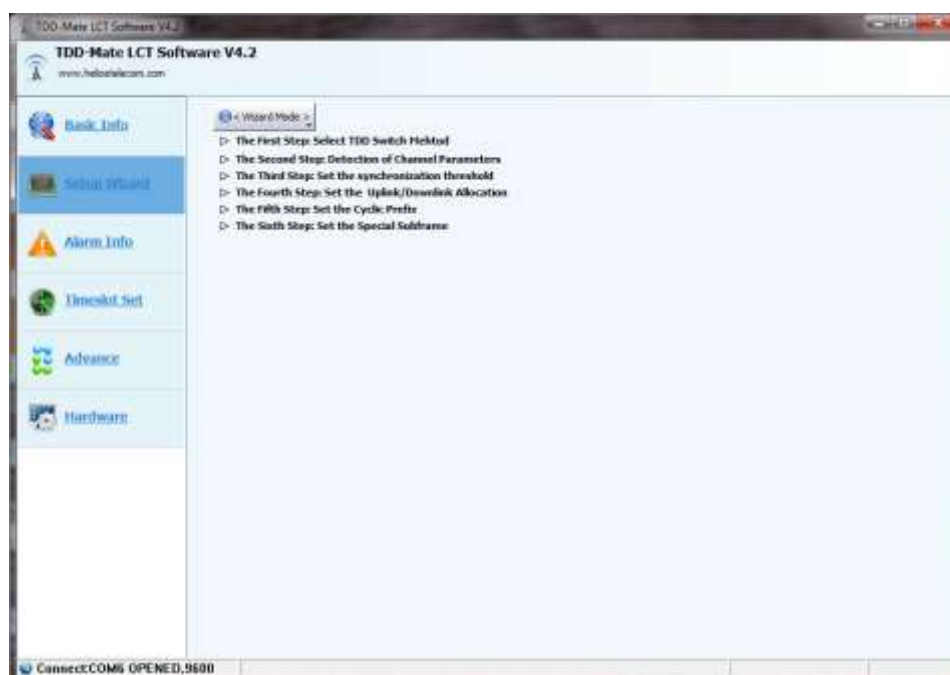 TDD-Mate LCT Software V4.2
TDD-Mate LCT Software V4.2
www.helostelecom.com
Basic Info
Setup Wizard
Alarm Info
Timeslot Set
Advance
Hardware
< Wizard Mode >
The First Step: Select TDD Switch Mehtod
The Second Step: Detection of Channel Parameters
The Third Step: Set the synchronization threshold
The Fourth Step: Set the Uplink/Downlink Allocation
The Fifth Step: Set the Cyclic Prefix
The Sixth Step: Set the Special Subframe
Connect:COM6 OPENED,9600